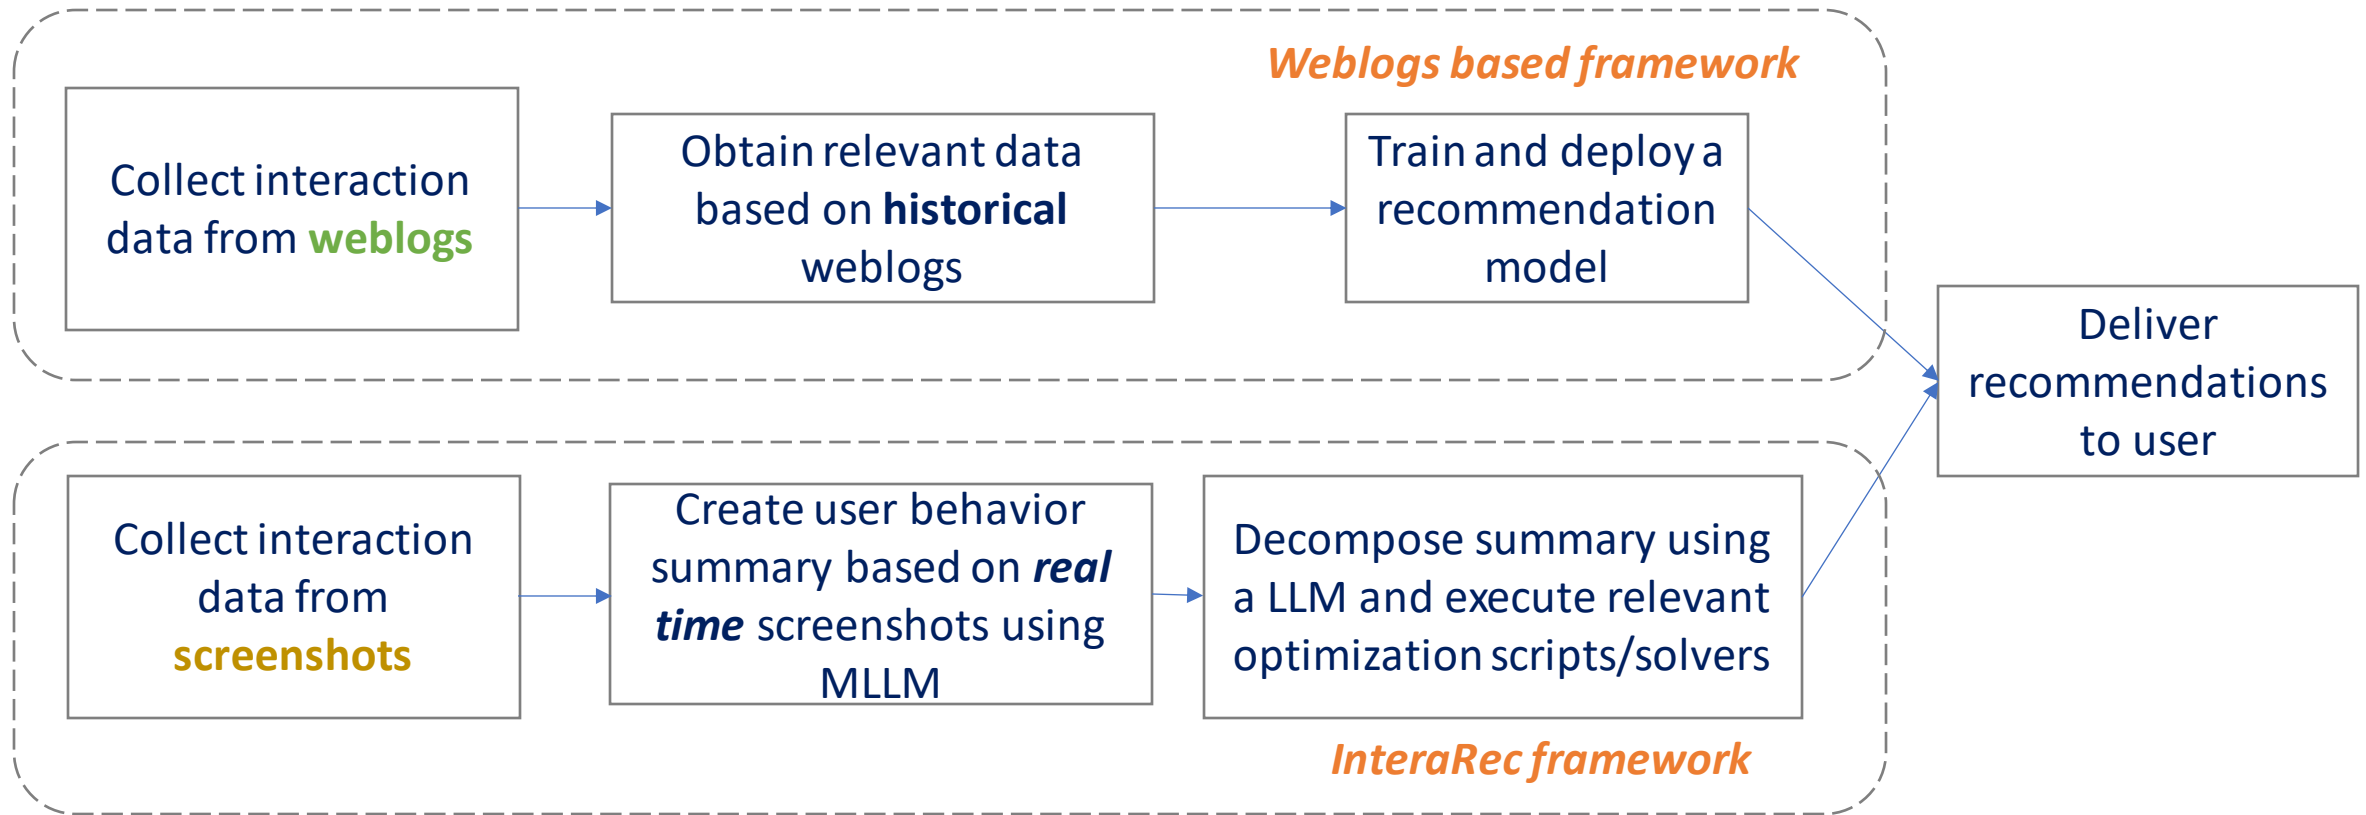 Weblogs based framework
Collect interaction
data from weblogs
Obtain relevant data
based on historical
weblogs
Train and deploy a
recommendation
model
Deliver
recommendations
to user
Collect interaction
data from
screenshots
Create user behavior
summary based on real
time screenshots using
MLLM
Decompose summary using
a LLM and execute relevant
optimization scripts/solvers
InteraRec framework